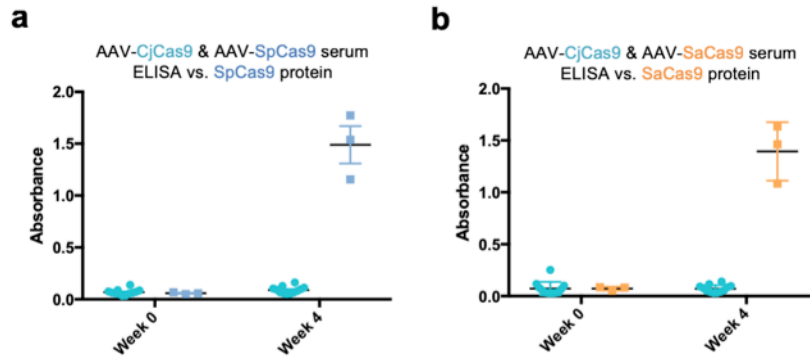 a
AAV-CjCas9 & AAV-SpCas9 serum
ELISA vs. SpCas9 protein
2.0
1.5
1.0
0.5
0.0
Absorbance
Week 0
Week 4
b
AAV-CjCas9 & AAV-SaCas9 serum
ELISA vs. SaCas9 protein
2.0
1.5
1.0
0.5
0.0
Absorbance
Week 0
Week 4